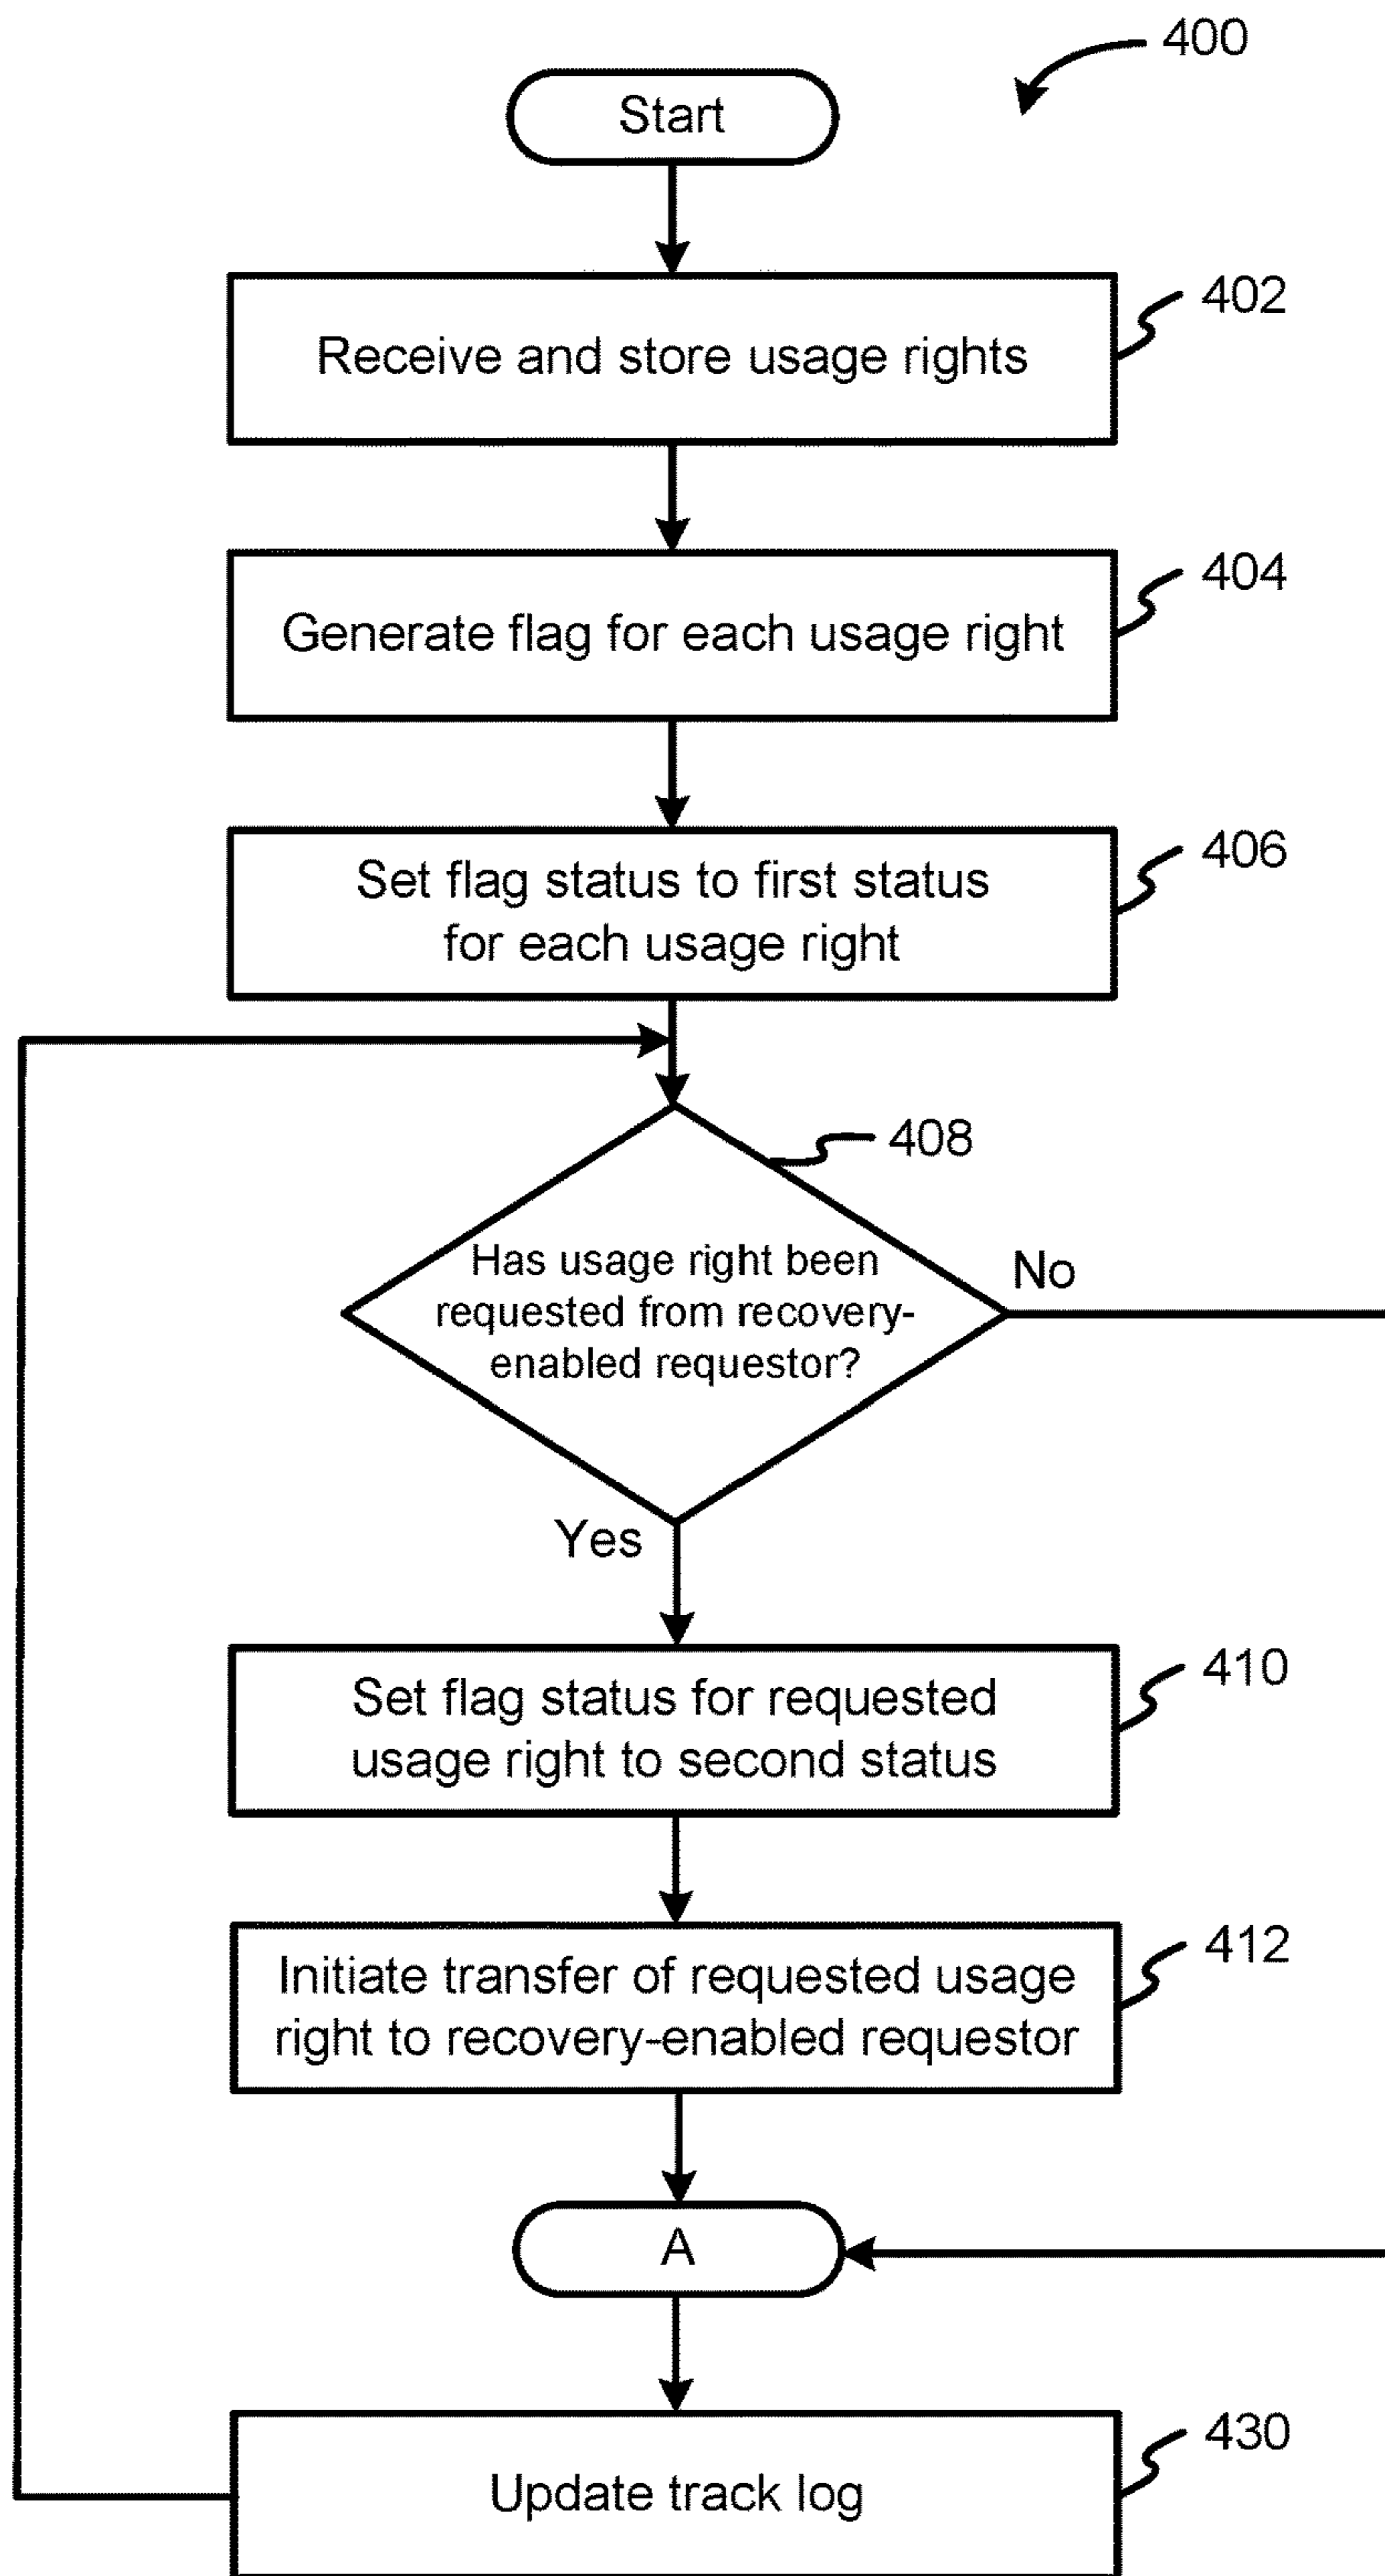 400
Start
402
Receive and store usage rights
404
Generate flag for each usage right
406
Set flag status to first status
for each usage right
408
Has usage right been
requested from recovery-
enabled requestor?
No
Yes
410
Set flag status for requested
usage right to second status
412
Initiate transfer of requested usage
right to recovery-enabled requestor
A
430
Update track log